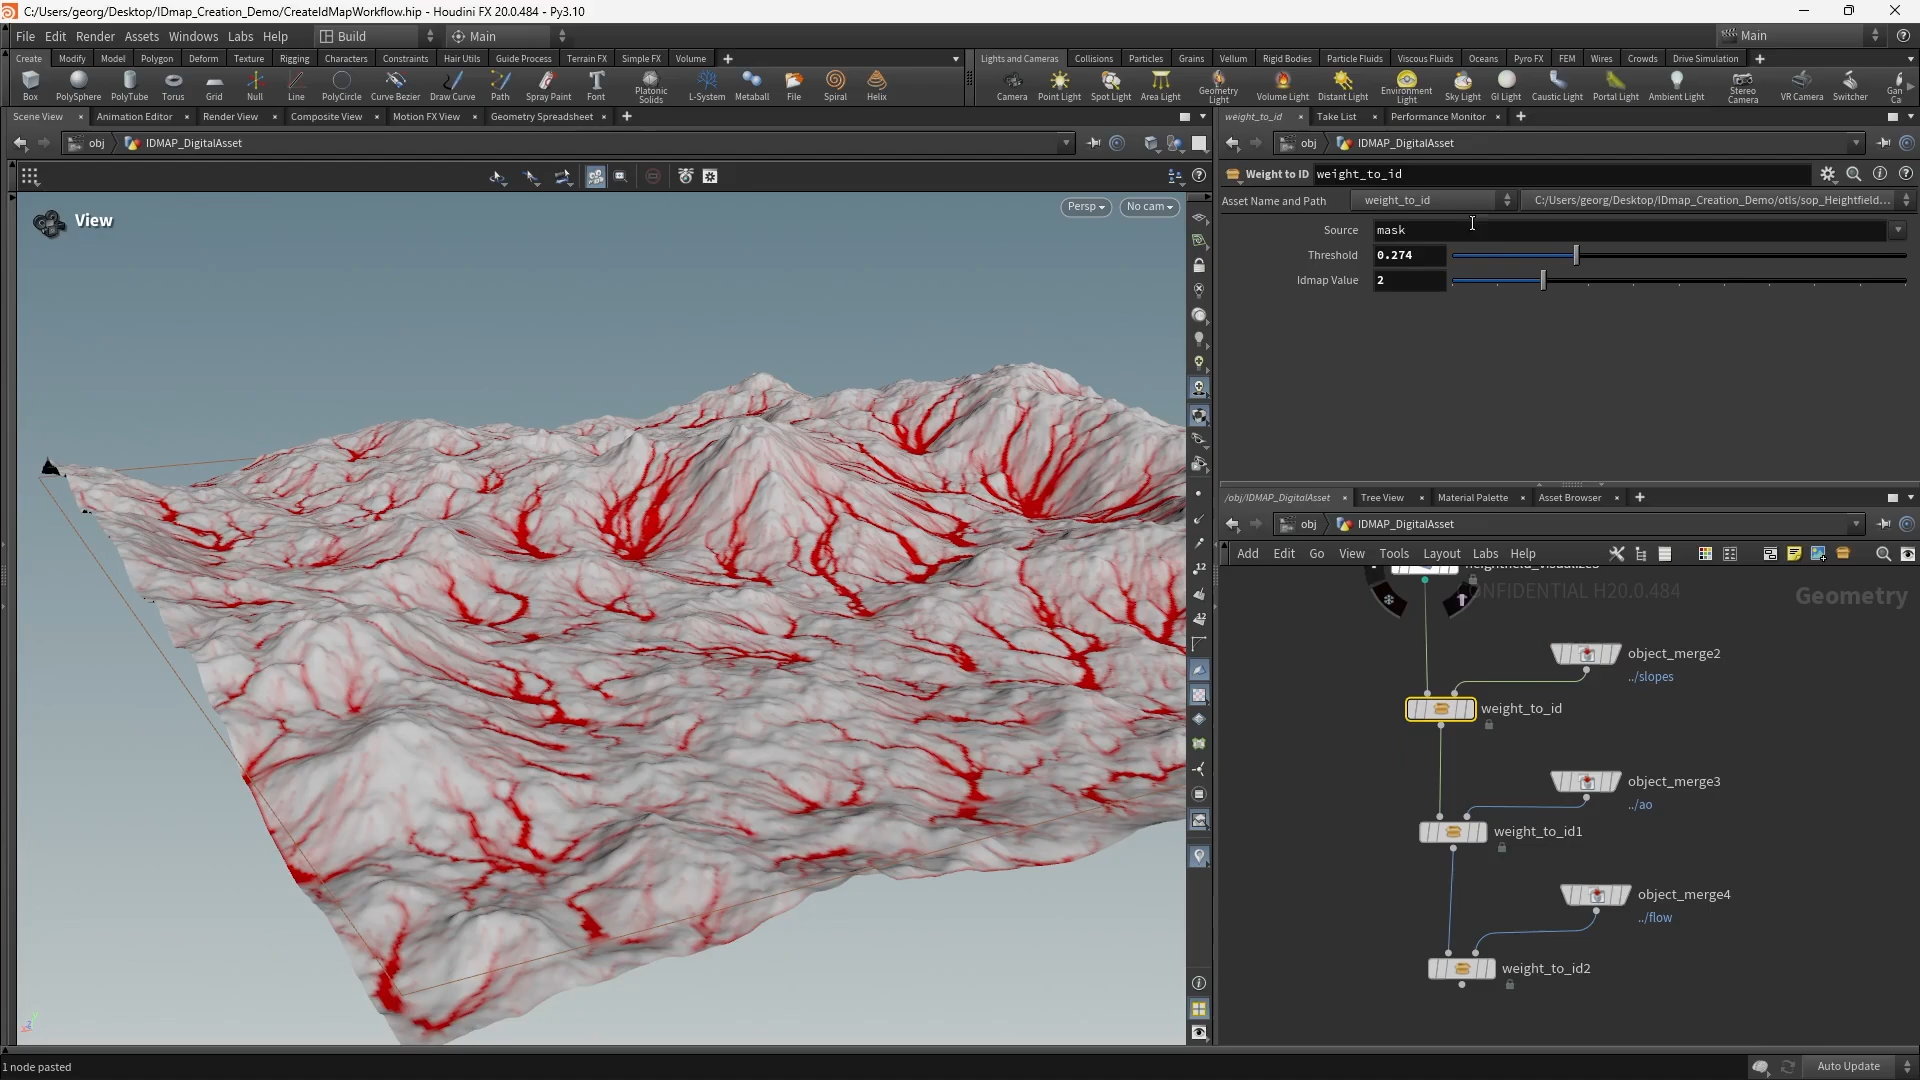 C:/Users/georg/Desktop/IDmap_Creation_Demo/CreateIdMapWorkflow.hip - Houdini FX 20.0.484 - Py3.10
File Edit Render Assets Windows Labs Help Build Main Main
Create Modify Model Polygon Deform Texture Rigging Characters Constraints Hair Utils Guide Process Terrain FX Simple FX Volume
Lights and Cameras Collisions Particles Grains Vellum Rigid Bodies Particle Fluids Viscous Fluids Oceans Pyro FX FEM Wires Crowds Drive Simulation
Box PolySphere PolyTube Torus Grid Null Line PolyCircle Curve Bezier Draw Curve Path Spray Paint Font Platonic Solids L-System Metaball File Spiral Helix
Camera Point Light Spot Light Area Light Geometry Light Volume Light Distant Light Environment Light Sky Light GI Light Caustic Light Portal Light Ambient Light Stereo Camera VR Camera Switcher Gan Ca
Scene View Animation Editor Render View Composite View Motion FX View Geometry Spreadsheet
weight_to_id Take List Performance Monitor
obj IDMAP_DigitalAsset
obj IDMAP_DigitalAsset
Weight to ID weight_to_id
Asset Name and Path weight_to_id C:/Users/georg/Desktop/IDmap_Creation_Demo/otls/sop_Heightfield...
View
Persp
No cam
Source mask
Threshold 0.274
Idmap Value 2
/obj/IDMAP_DigitalAsset Tree View Material Palette Asset Browser
obj IDMAP_DigitalAsset
Add Edit Go View Tools Layout Labs Help
NFIDENTIAL H20.0.484
Geometry
object_merge2
../slopes
weight_to_id
object_merge3
../ao
weight_to_id1
object_merge4
../flow
weight_to_id2
1 node pasted
Auto Update